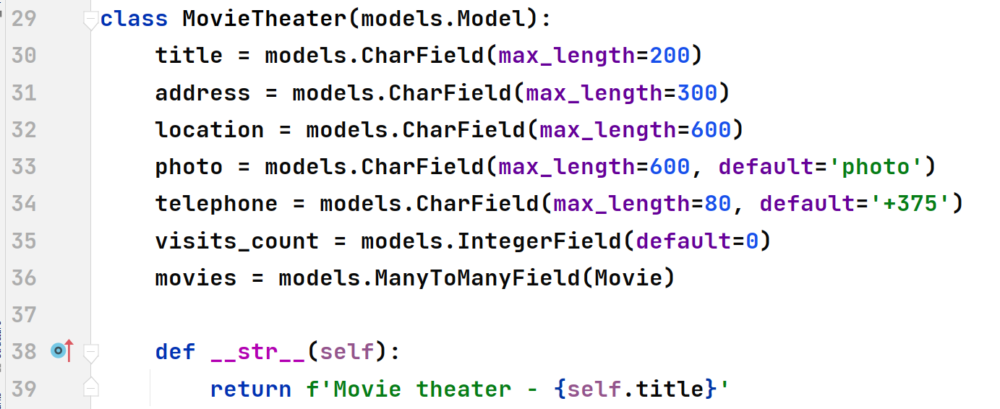 29 class MovieTheater(models.Model):
30     title = models.CharField(max_length=200)
31     address = models.CharField(max_length=300)
32     location = models.CharField(max_length=600)
33     photo = models.CharField(max_length=600, default='photo')
34     telephone = models.CharField(max_length=80, default='+375')
35     visits_count = models.IntegerField(default=0)
36     movies = models.ManyToManyField(Movie)
37
38     def __str__(self):
39         return f'Movie theater - {self.title}'